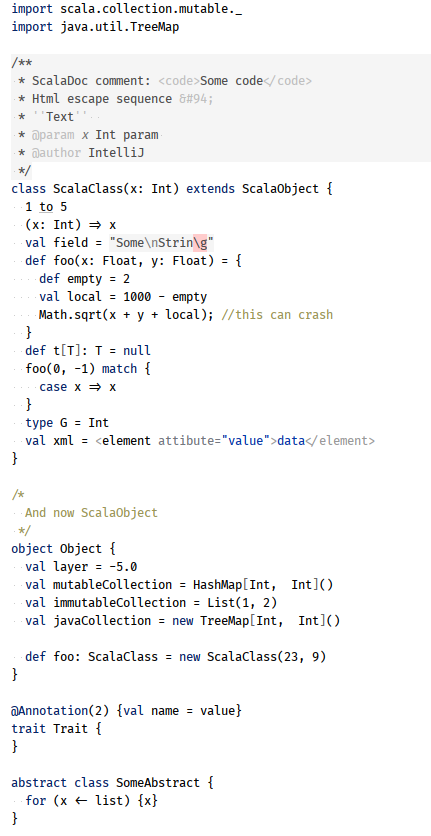 import scala.collection.mutable._
import java.util.TreeMap
/**
 * ScalaDoc comment: <code>Some code</code>
 * Html escape sequence &#94;
 * ''Text''
 * @param x Int param
 * @author IntelliJ
 */
class ScalaClass(x: Int) extends ScalaObject {
  1 to 5
  (x: Int) ⇒ x
  val field = "Some\nStrin\g"
  def foo(x: Float, y: Float) = {
    def empty = 2
    val local = 1000 - empty
    Math.sqrt(x + y + local); //this can crash
  }
  def t[T]: T = null
  foo(0, -1) match {
    case x ⇒ x
  }
  type G = Int
  val xml = <element attibute="value">data</element>
}
/*
  And now ScalaObject
 */
object Object {
  val layer = -5.0
  val mutableCollection = HashMap[Int,  Int]()
  val immutableCollection = List(1, 2)
  val javaCollection = new TreeMap[Int,  Int]()
  def foo: ScalaClass = new ScalaClass(23, 9)
}
@Annotation(2) {val name = value}
trait Trait {
}
abstract class SomeAbstract {
  for (x ← list) {x}
}